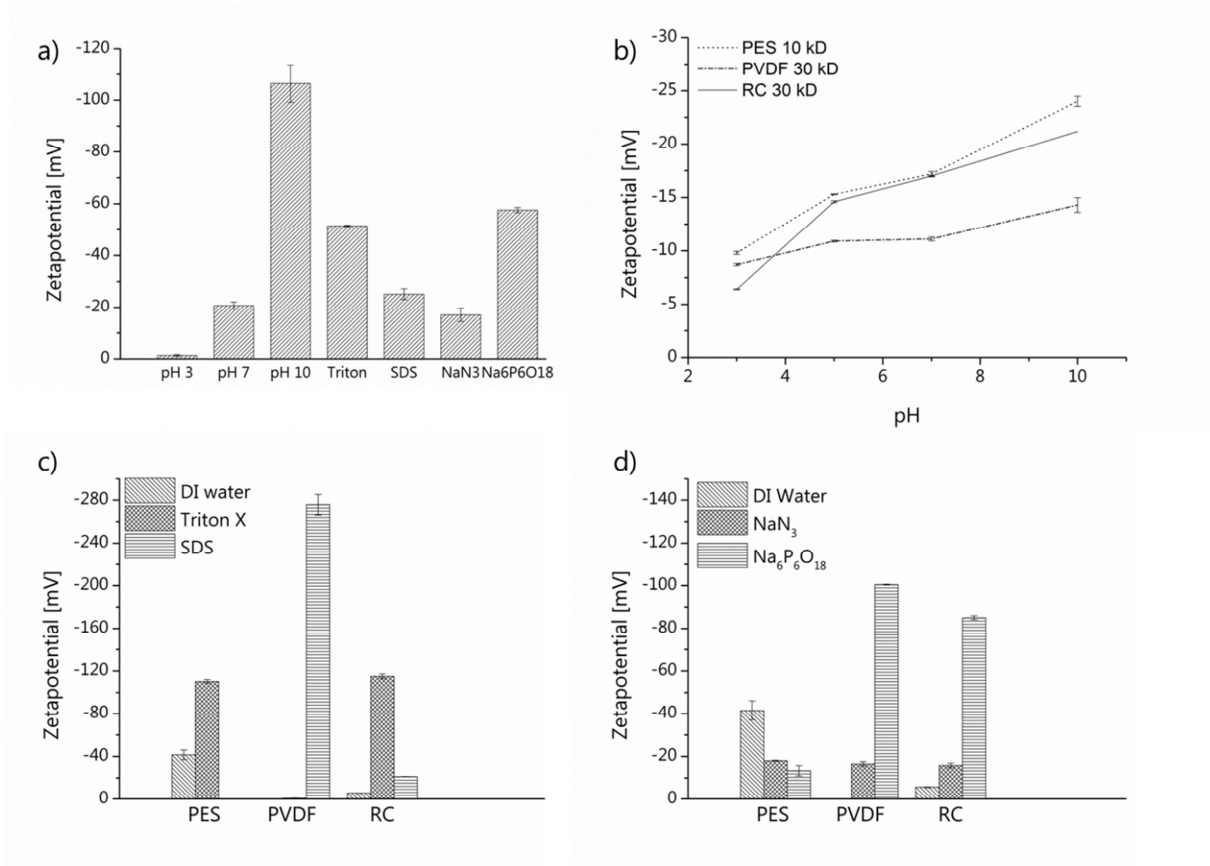 a)
-120
-100
-80
-60
-40
-20
0
Zetapotential [mV]
pH 3 pH 7 pH 10 Triton SDS NaN3 Na6P6O18
b)
-30
-25
-20
-15
-10
-5
0
Zetapotential [mV]
PES 10 kD
PVDF 30 kD
RC 30 kD
2 4 6 8 10
pH
c)
-280
-240
-200
-160
-120
-80
-40
0
Zetapotential [mV]
DI water
Triton X
SDS
PES PVDF RC
d)
-140
-120
-100
-80
-60
-40
-20
0
Zetapotential [mV]
DI Water
NaN₃
Na₆P₆O₁₈
PES PVDF RC